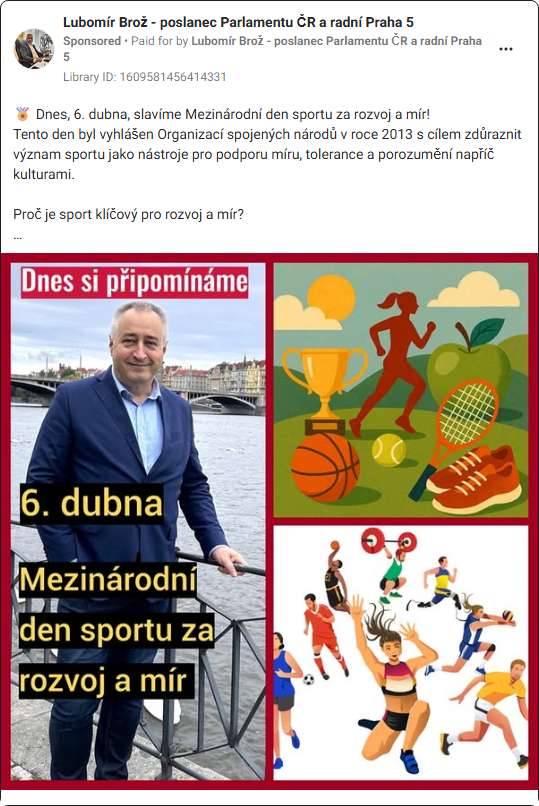 Lubomír Brož - poslanec Parlamentu ČR a radní Praha 5
Sponsored • Paid for by Lubomír Brož - poslanec Parlamentu ČR a radní Praha
5
Library ID: 1609581456414331
🏅 Dnes, 6. dubna, slavíme Mezinárodní den sportu za rozvoj a mír!
Tento den byl vyhlášen Organizací spojených národů v roce 2013 s cílem zdůraznit
význam sportu jako nástroje pro podporu míru, tolerance a porozumění napříč
kulturami.
Proč je sport klíčový pro rozvoj a mír?
...
Dnes si připomínáme
6. dubna
Mezinárodní
den sportu za
rozvoj a mír